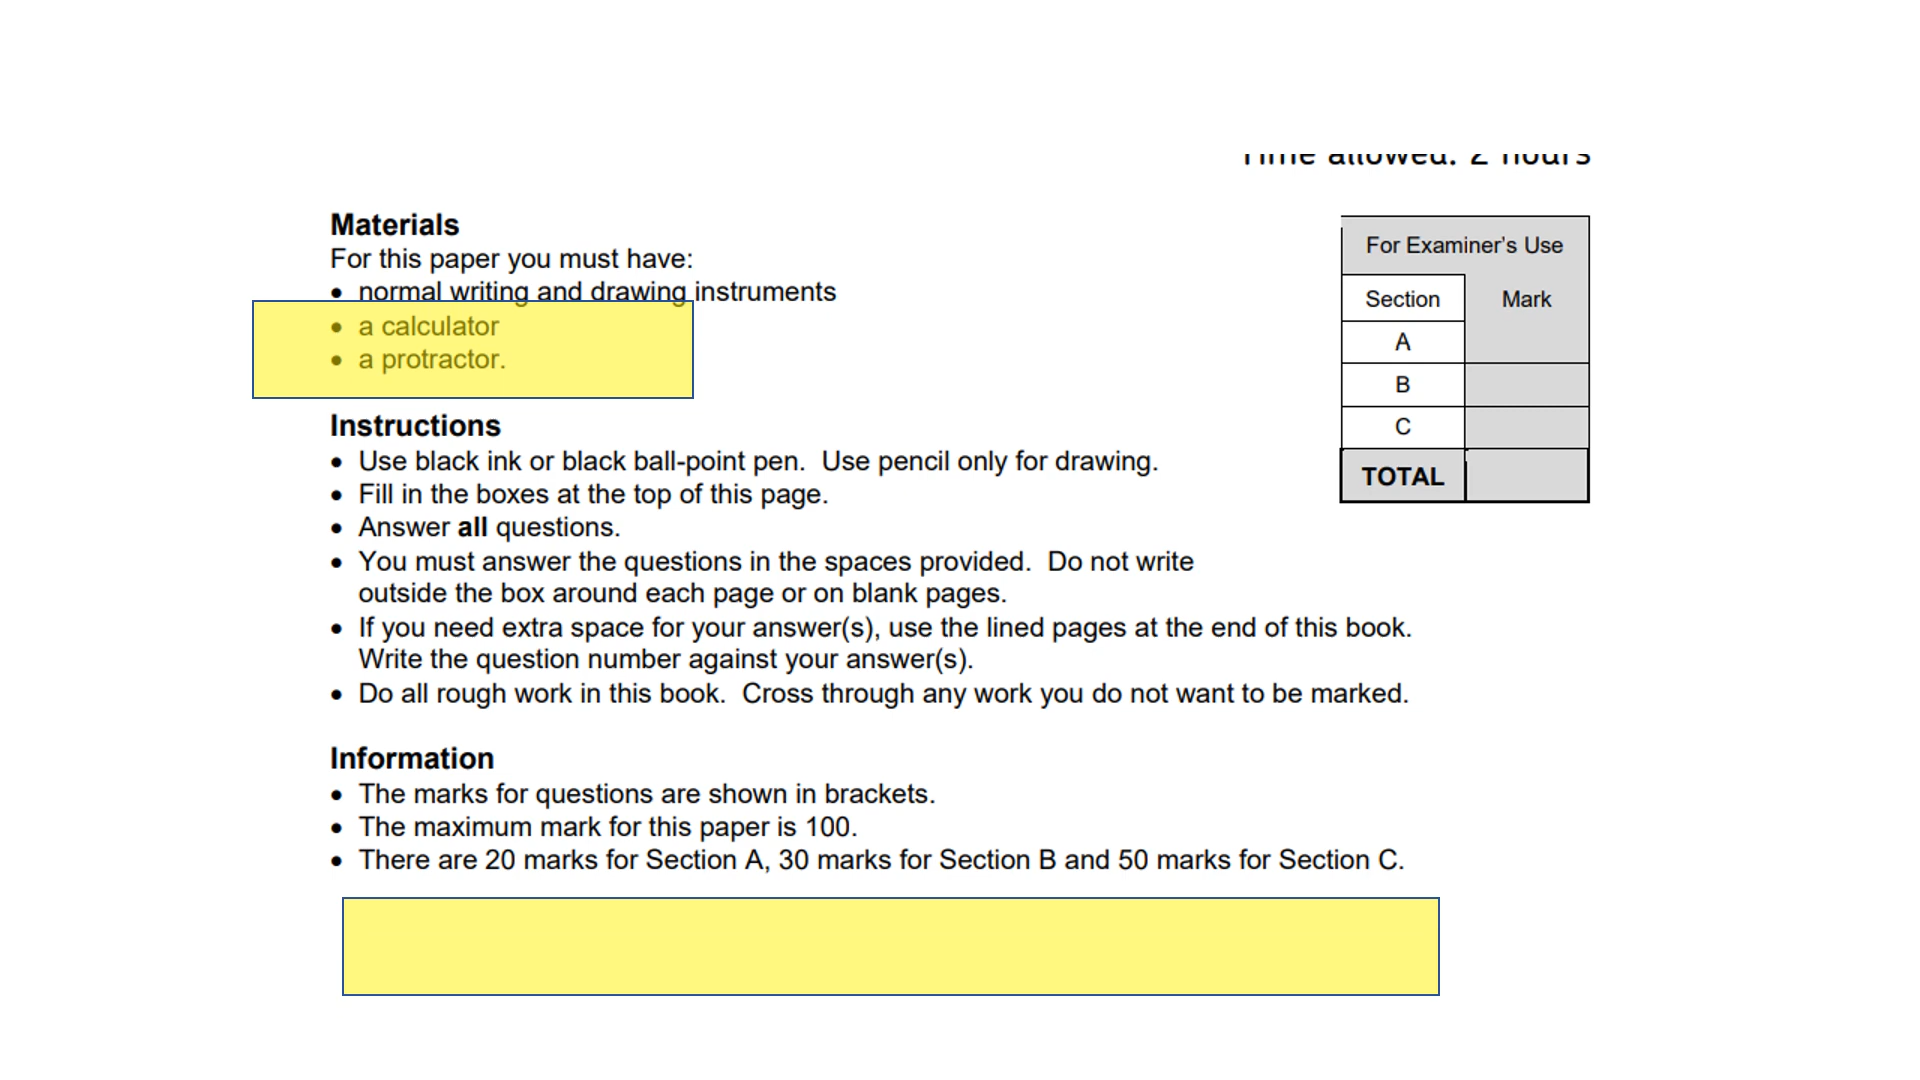 Time allowed: 2 hours
Materials
For this paper you must have:
• normal writing and drawing instruments
• a calculator
• a protractor.
For Examiner's Use
Section Mark
A
B
C
TOTAL
Instructions
• Use black ink or black ball-point pen. Use pencil only for drawing.
• Fill in the boxes at the top of this page.
• Answer all questions.
• You must answer the questions in the spaces provided. Do not write
outside the box around each page or on blank pages.
• If you need extra space for your answer(s), use the lined pages at the end of this book.
Write the question number against your answer(s).
• Do all rough work in this book. Cross through any work you do not want to be marked.
Information
• The marks for questions are shown in brackets.
• The maximum mark for this paper is 100.
• There are 20 marks for Section A, 30 marks for Section B and 50 marks for Section C.